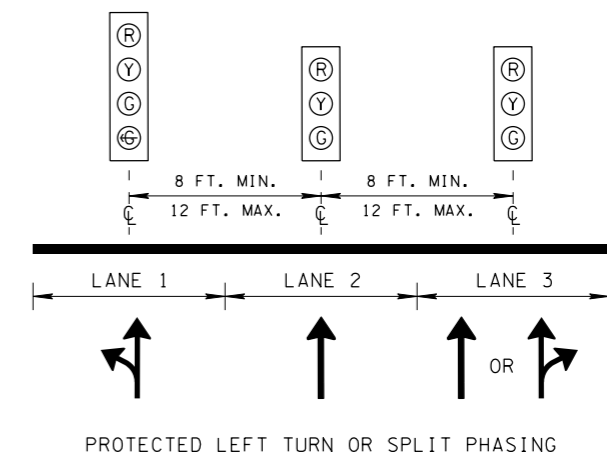 R R R
Y Y Y
G G G
G
8 FT. MIN. 8 FT. MIN.
℄ 12 FT. MAX. ℄ 12 FT. MAX. ℄
LANE 1 LANE 2 LANE 3
OR
PROTECTED LEFT TURN OR SPLIT PHASING